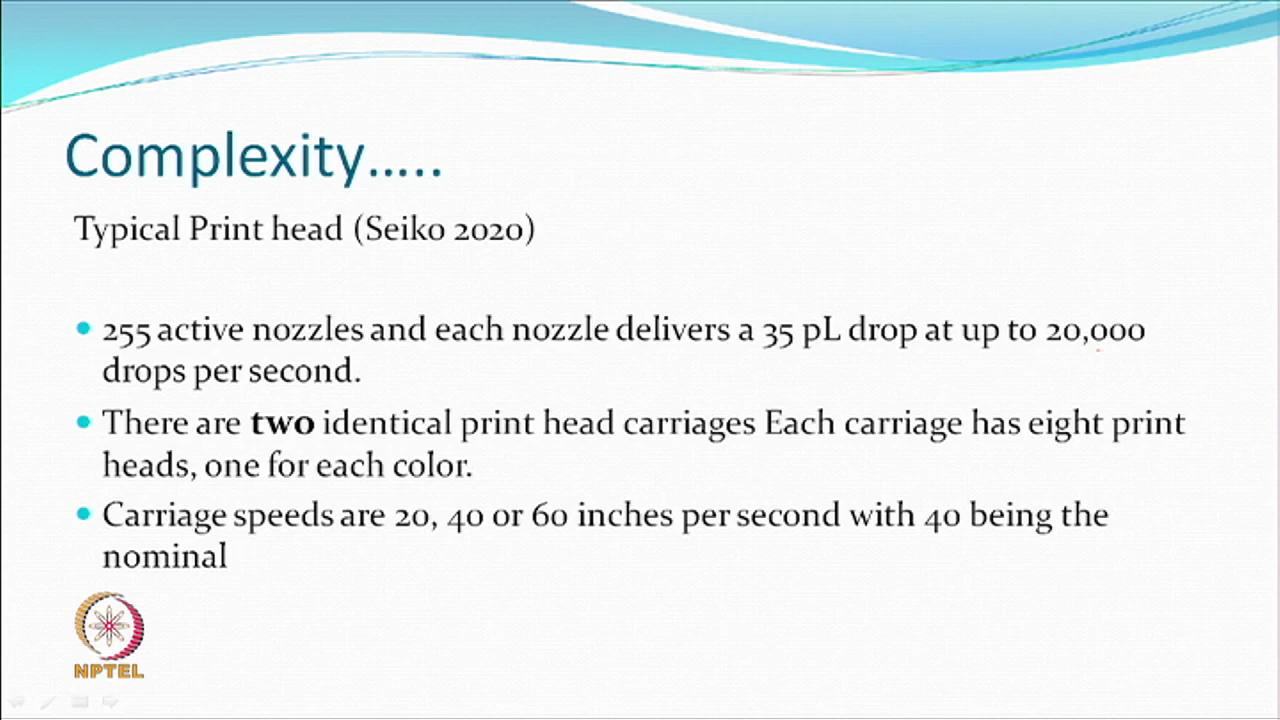 Complexity.....
Typical Print head (Seiko 2020)
255 active nozzles and each nozzle delivers a 35 pL drop at up to 20,000
drops per second.
There are two identical print head carriages Each carriage has eight print
heads, one for each color.
Carriage speeds are 20, 40 or 60 inches per second with 40 being the
nominal
NPTEL